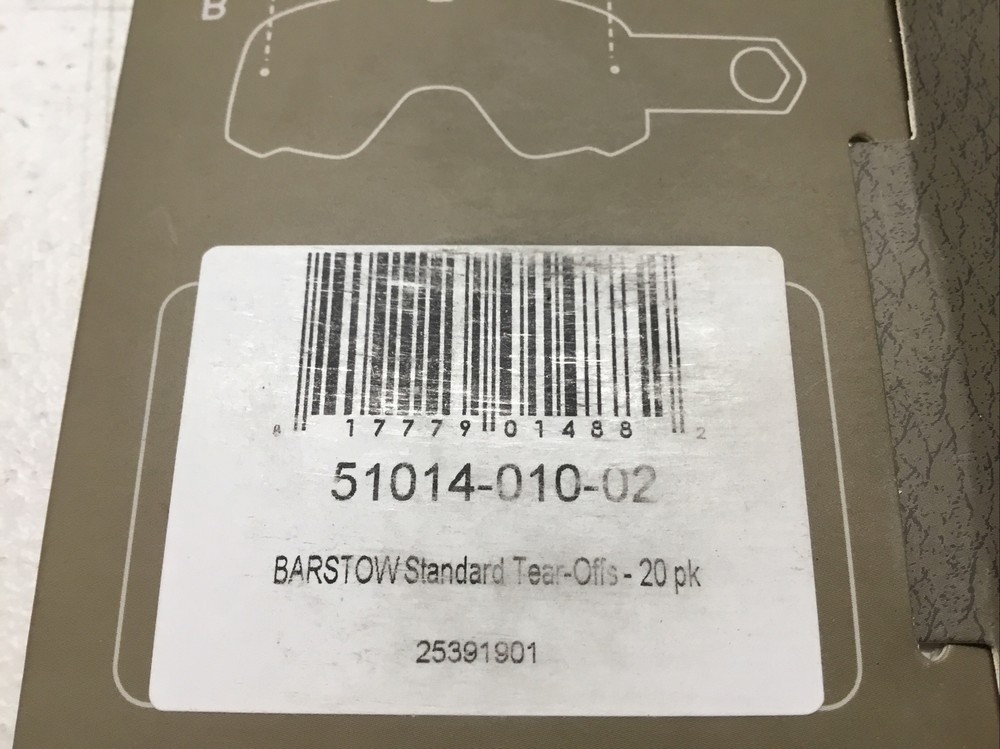 B
8 17779 01488 2
51014-010-02
BARSTOW Standard Tear-Offs - 20 pk
25391901